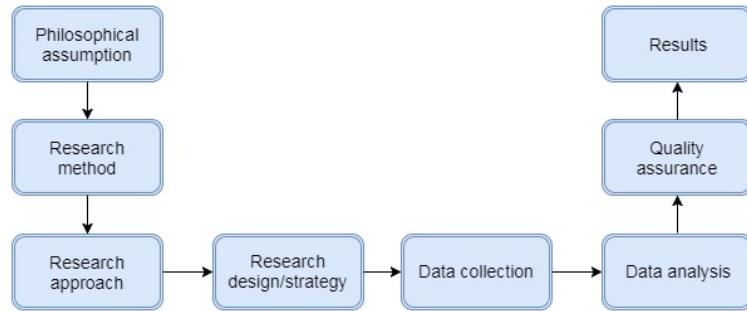 Philosophical
assumption
Research
method
Research
approach
Research
design/strategy
Data collection
Data analysis
Quality
assurance
Results